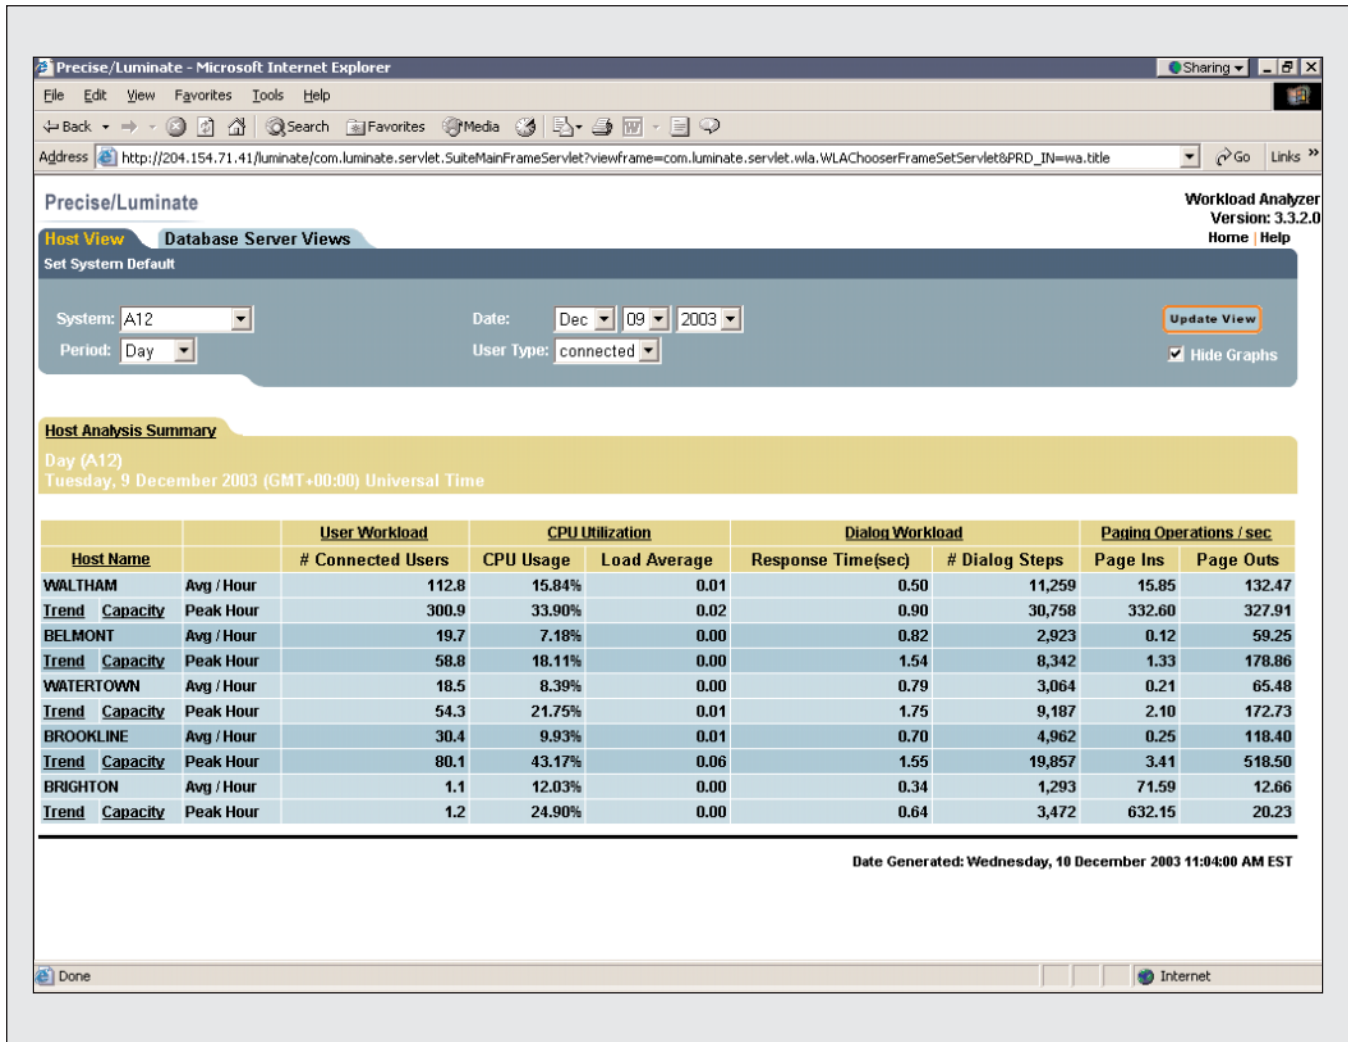 Precise/Luminate - Microsoft Internet Explorer Sharing
File Edit View Favorites Tools Help
Back Search Favorites Media
Address http://204.154.71.41/luminate/com.luminate.servlet.SuiteMainFrameServlet?viewframe=com.luminate.servlet.wla.WLAChooserFrameSetServlet&PRD_IN=wa.title Go Links »
Precise/Luminate Workload Analyzer
Version: 3.3.2.0
Host View Database Server Views Home | Help
Set System Default
System: A12 Date: Dec 09 2003 Update View
Period: Day User Type: connected Hide Graphs
Host Analysis Summary
Day (A12)
Tuesday, 9 December 2003 (GMT+00:00) Universal Time
User Workload CPU Utilization Dialog Workload Paging Operations / sec
Host Name # Connected Users CPU Usage Load Average Response Time(sec) # Dialog Steps Page Ins Page Outs
WALTHAM Avg / Hour 112.8 15.84% 0.01 0.50 11,259 15.85 132.47
Trend Capacity Peak Hour 300.9 33.90% 0.02 0.90 30,758 332.60 327.91
BELMONT Avg / Hour 19.7 7.18% 0.00 0.82 2,923 0.12 59.25
Trend Capacity Peak Hour 58.8 18.11% 0.00 1.54 8,342 1.33 178.86
WATERTOWN Avg / Hour 18.5 8.39% 0.00 0.79 3,064 0.21 65.48
Trend Capacity Peak Hour 54.3 21.75% 0.01 1.75 9,187 2.10 172.73
BROOKLINE Avg / Hour 30.4 9.93% 0.01 0.70 4,962 0.25 118.40
Trend Capacity Peak Hour 80.1 43.17% 0.06 1.55 19,857 3.41 518.50
BRIGHTON Avg / Hour 1.1 12.03% 0.00 0.34 1,293 71.59 12.66
Trend Capacity Peak Hour 1.2 24.90% 0.00 0.64 3,472 632.15 20.23
Date Generated: Wednesday, 10 December 2003 11:04:00 AM EST
Done Internet